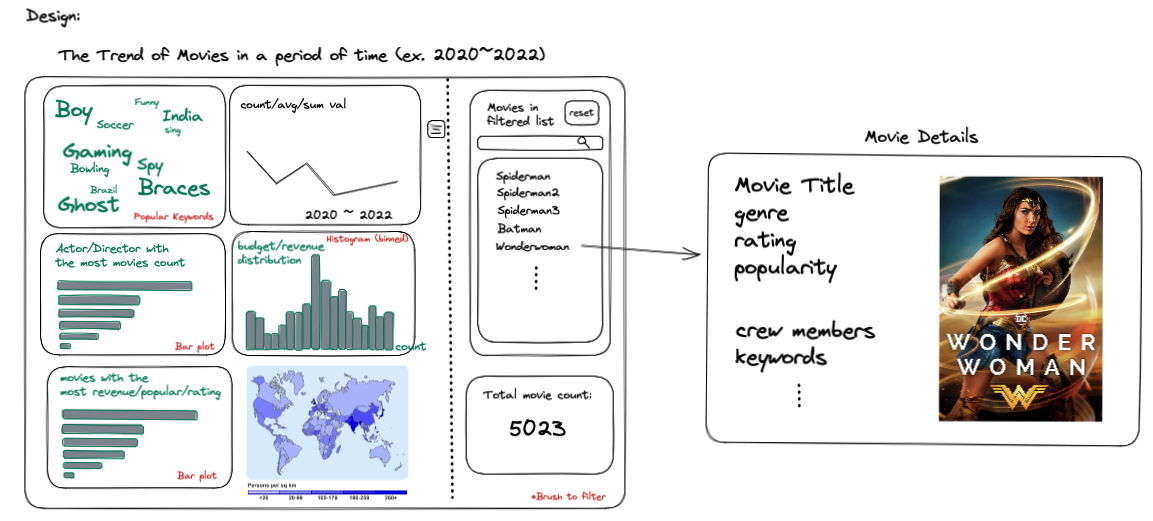 Design:
The Trend of Movies in a period of time (ex. 2020~2022)
Boy
Funny
Soccer
India
sing
Gaming
Bowling
Spy
Brazil
Braces
Ghost
Popular Keywords
count/avg/sum val
2020 ~ 2022
Actor/Director with
the most movies count
Bar plot
Histogram (binned)
budget/revenue
distribution
count
movies with the
most revenue/popular/rating
Bar plot
Persons per sq km
<20
20-80
103-170
180-250
260+
Movies in
filtered list
reset
Spiderman
Spiderman2
Spiderman3
Batman
Wonderwoman
Total movie count:
5023
*Brush to filter
Movie Details
Movie Title
genre
rating
popularity
crew members
keywords
DC
WONDER
WOMAN